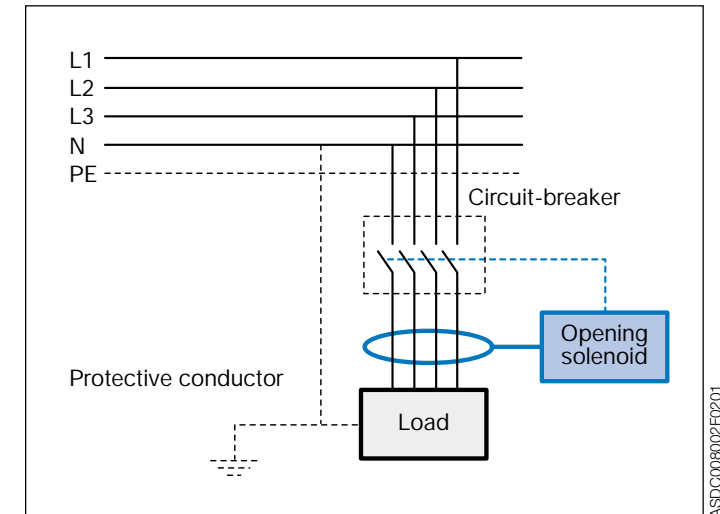 L1
L2
L3
N
PE
Circuit-breaker
Opening
solenoid
Protective conductor
Load
ASDC008002F0201